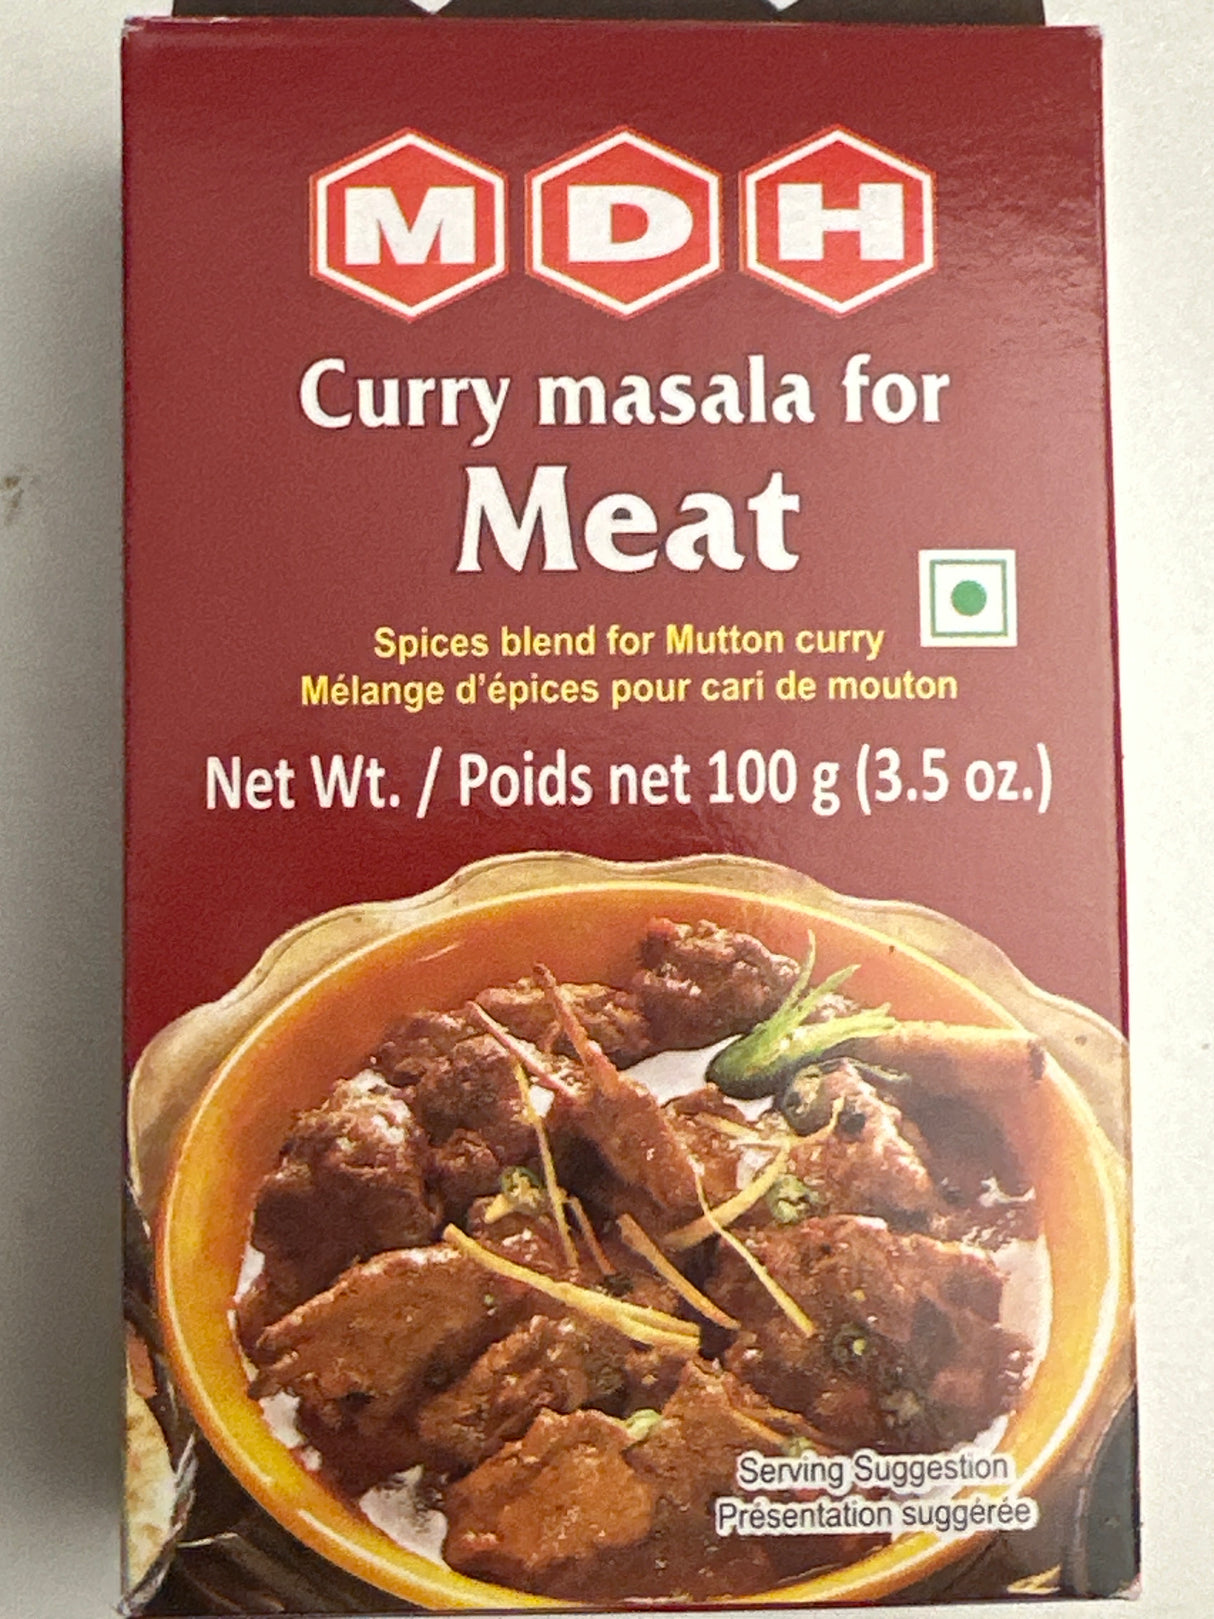 MDH
Curry masala for
Meat
Spices blend for Mutton curry
Mélange d'épices pour cari de mouton
Net Wt. / Poids net 100 g (3.5 oz.)
Serving Suggestion
Présentation suggérée